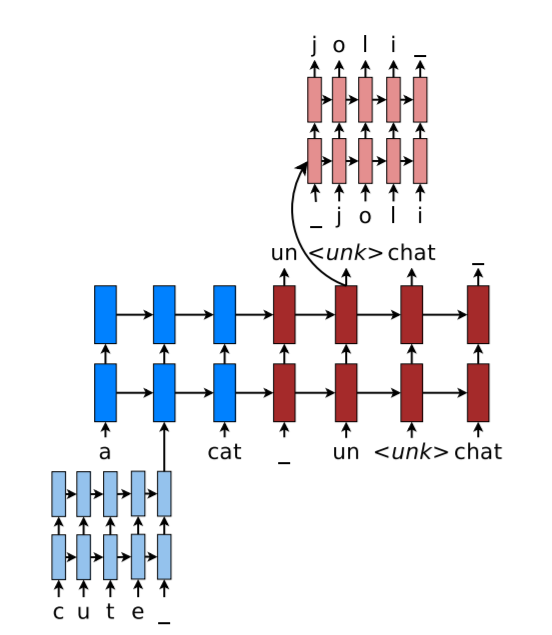 j o l i _
_ j o l i
un <unk> chat _
a cat _ un <unk> chat
c u t e _